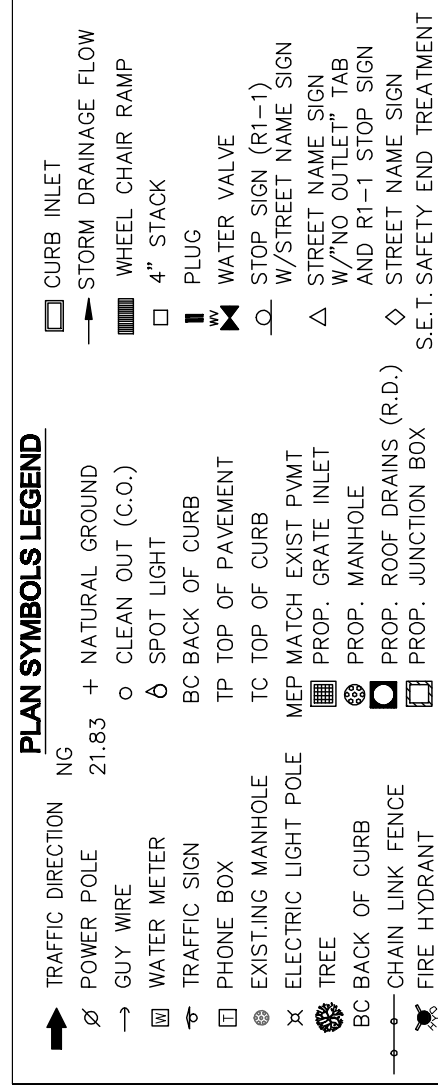 PLAN SYMBOLS LEGEND
TRAFFIC DIRECTION
POWER POLE
GUY WIRE
W WATER METER
TRAFFIC SIGN
T PHONE BOX
EXIST.ING MANHOLE
ELECTRIC LIGHT POLE
TREE
BC BACK OF CURB
CHAIN LINK FENCE
HYD FIRE HYDRANT
NG
21.83 + NATURAL GROUND
CLEAN OUT (C.O.)
SPOT LIGHT
BC BACK OF CURB
TP TOP OF PAVEMENT
TC TOP OF CURB
MEP MATCH EXIST PVMT
PROP. GRATE INLET
PROP. MANHOLE
PROP. ROOF DRAINS (R.D.)
PROP. JUNCTION BOX
CURB INLET
STORM DRAINAGE FLOW
WHEEL CHAIR RAMP
4" STACK
PLUG
WV WATER VALVE
STOP SIGN (R1-1)
W/STREET NAME SIGN
STREET NAME SIGN
W/"NO OUTLET" TAB
AND R1-1 STOP SIGN
STREET NAME SIGN
S.E.T. SAFETY END TREATMENT